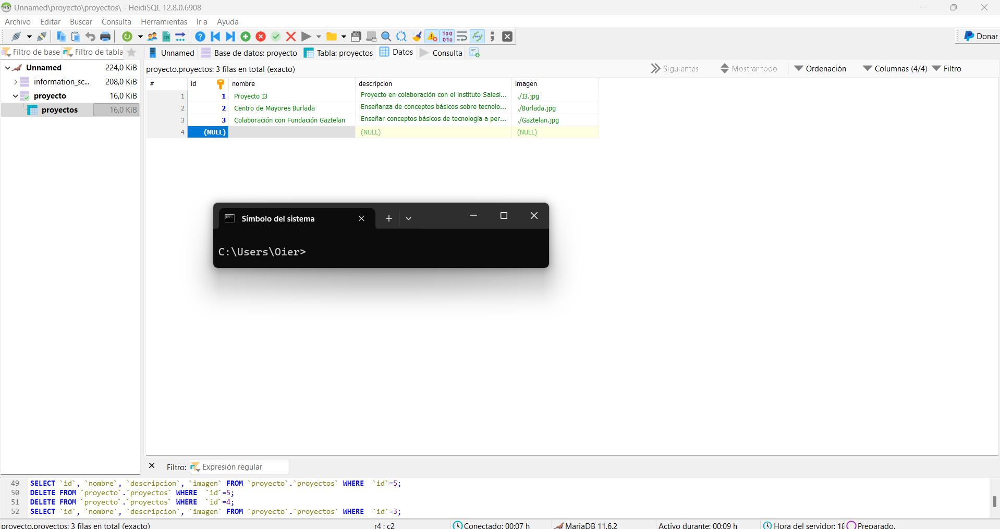 HS Unnamed\proyecto\proyectos\ - HeidiSQL 12.8.0.6908
Archivo Editar Buscar Consulta Herramientas Ir a Ayuda
Donar
Filtro de base Filtro de tabla Unnamed Base de datos: proyecto Tabla: proyectos Datos Consulta
Unnamed 224,0 KiB
information_sc... 208,0 KiB
proyecto 16,0 KiB
proyectos 16,0 KiB
proyecto.proyectos: 3 filas en total (exacto) Siguientes Mostrar todo Ordenación Columnas (4/4) Filtro
# id nombre descripcion imagen
1 1 Proyecto I3 Proyecto en colaboración con el instituto Salesi... ./I3.jpg
2 2 Centro de Mayores Burlada Enseñanza de conceptos básicos sobre tecnolo... ./Burlada.jpg
3 3 Colaboración con Fundación Gaztelan Enseñar conceptos básicos de tecnología a per... ./Gaztelan.jpg
4 (NULL) (NULL) (NULL)
Símbolo del sistema
C:\Users\Oier>
Filtro: Expresión regular
49 SELECT `id`, `nombre`, `descripcion`, `imagen` FROM `proyecto`.`proyectos` WHERE  `id`=5;
50 DELETE FROM `proyecto`.`proyectos` WHERE  `id`=5;
51 DELETE FROM `proyecto`.`proyectos` WHERE  `id`=4;
52 SELECT `id`, `nombre`, `descripcion`, `imagen` FROM `proyecto`.`proyectos` WHERE  `id`=3;
proyecto.proyectos: 3 filas en total (exacto) r4 : c2 Conectado: 00:07 h MariaDB 11.6.2 Activo durante: 00:09 h Hora del servidor: 18 Preparado.